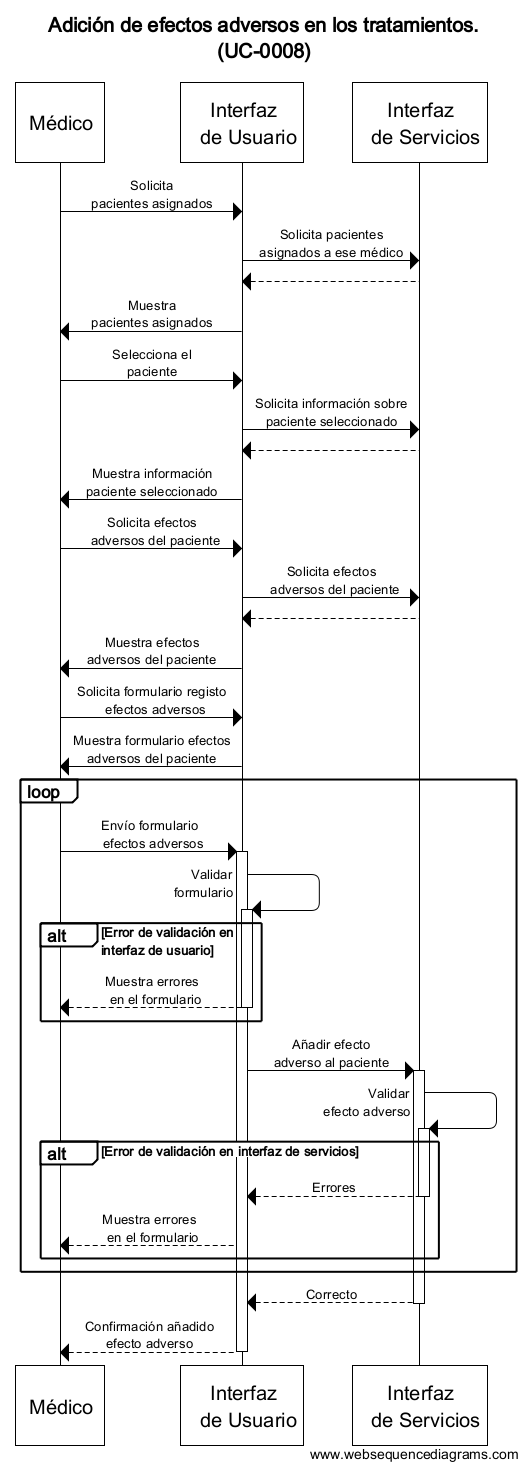 Adición de efectos adversos en los tratamientos.
(UC-0008)
Médico
Interfaz
de Usuario
Interfaz
de Servicios
Solicita
pacientes asignados
Solicita pacientes
asignados a ese médico
Muestra
pacientes asignados
Selecciona el
paciente
Solicita información sobre
paciente seleccionado
Muestra información
paciente seleccionado
Solicita efectos
adversos del paciente
Solicita efectos
adversos del paciente
Muestra efectos
adversos del paciente
Solicita formulario registo
efectos adversos
Muestra formulario efectos
adversos del paciente
loop
Envío formulario
efectos adversos
Validar
formulario
alt
[Error de validación en
interfaz de usuario]
Muestra errores
en el formulario
Añadir efecto
adverso al paciente
Validar
efecto adverso
alt
[Error de validación en interfaz de servicios]
Errores
Muestra errores
en el formulario
Correcto
Confirmación añadido
efecto adverso
Médico
Interfaz
de Usuario
Interfaz
de Servicios
www.websequencediagrams.com